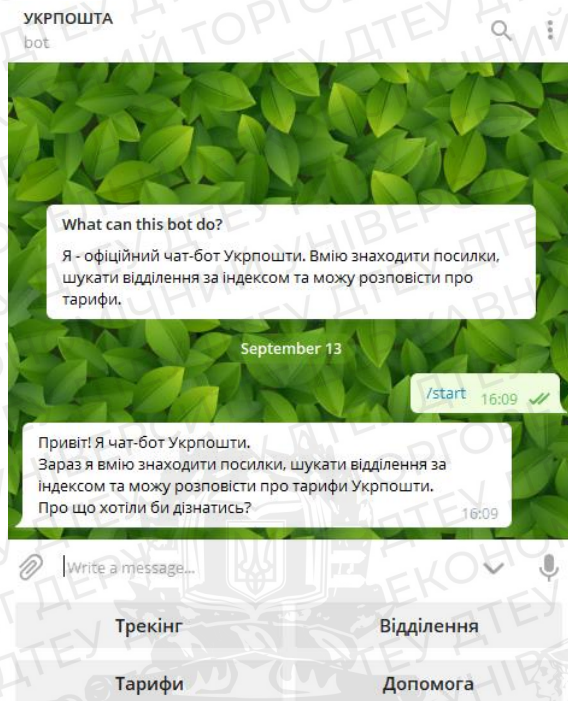 УКРПОШТА
bot
What can this bot do?
Я - офіційний чат-бот Укрпошти. Вмію знаходити посилки,
шукати відділення за індексом та можу розповісти про
тарифи.
September 13
/start 16:09
Привіт! Я чат-бот Укрпошти.
Зараз я вмію знаходити посилки, шукати відділення за
індексом та можу розповісти про тарифи Укрпошти.
Про що хотіли би дізнатись?
16:09
Write a message...
Трекінг Відділення
Тарифи Допомога